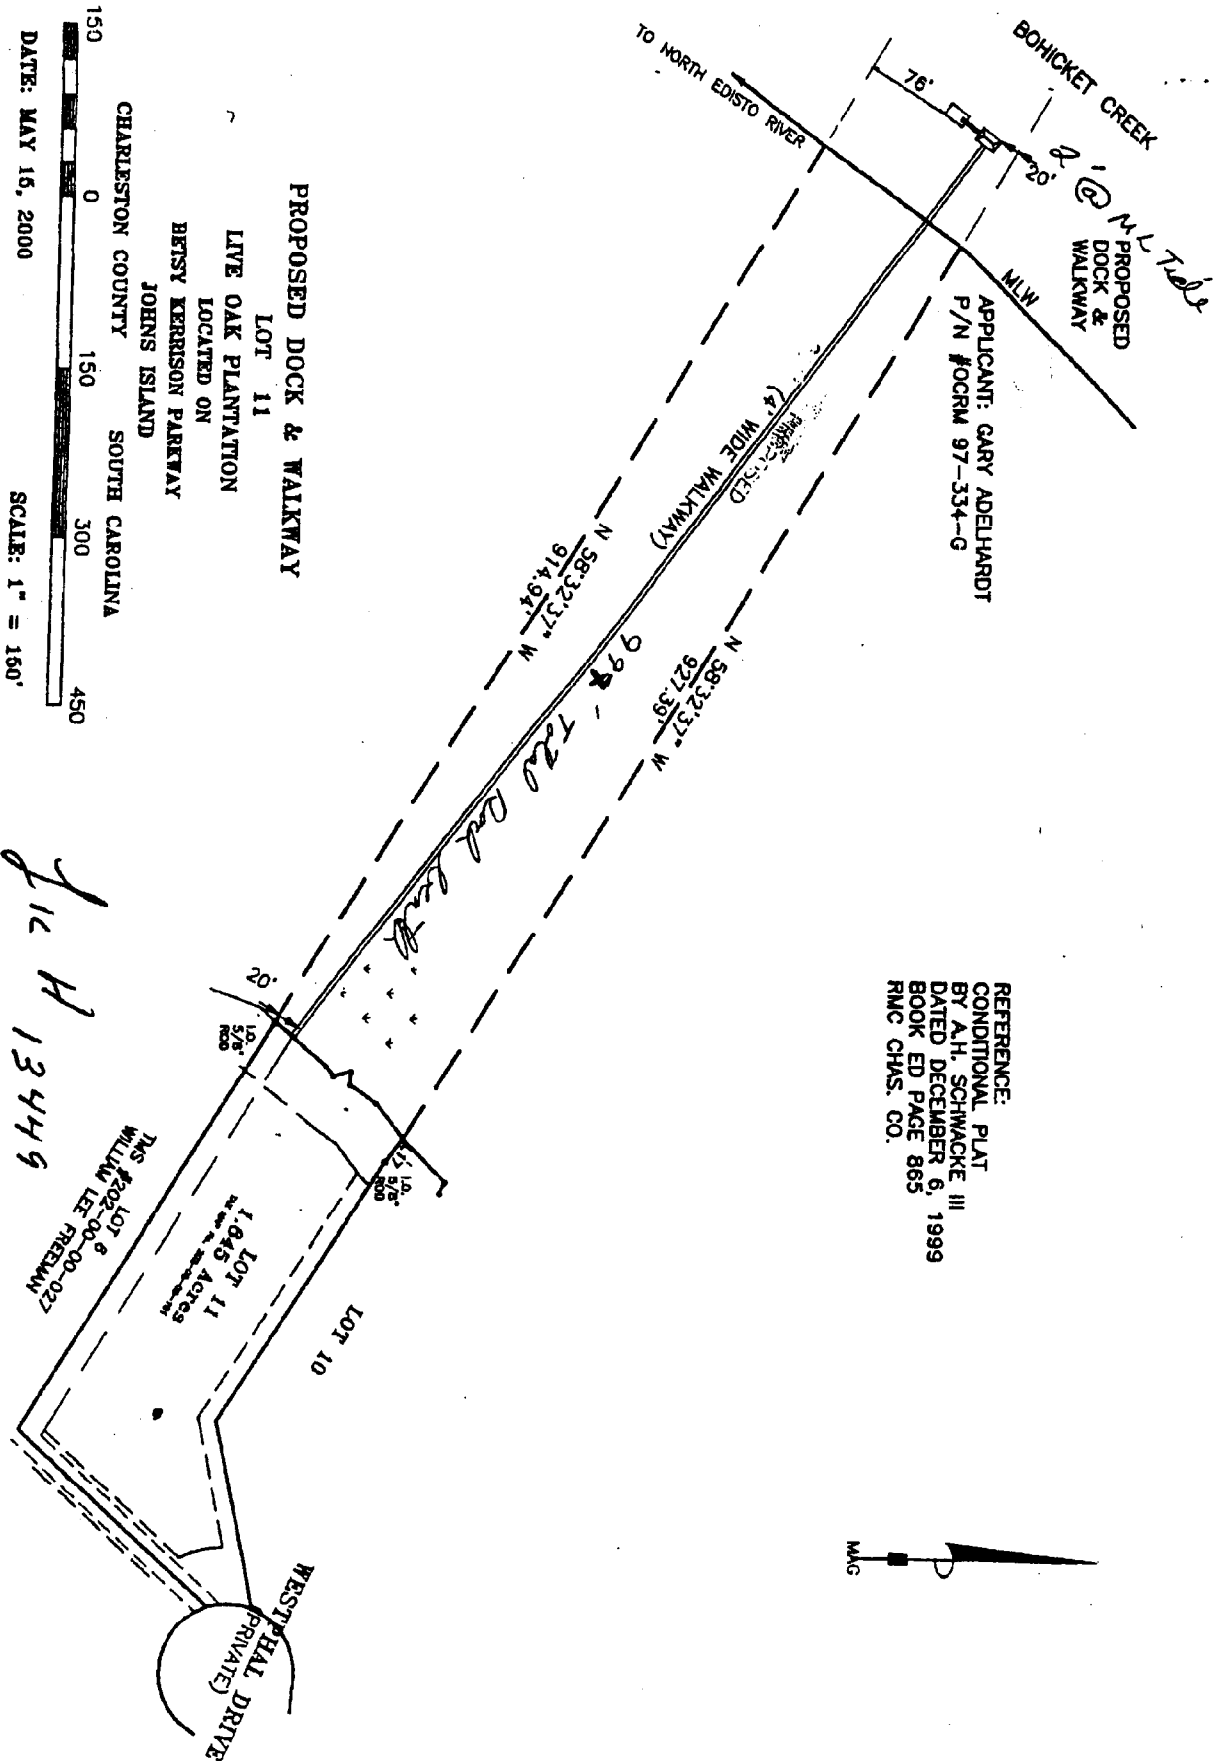 BOHICKET CREEK
TO NORTH EDISTO RIVER
76'
20'
2' @ ML Tide
PROPOSED
DOCK &
WALKWAY
MLW
APPLICANT: GARY ADELHARDT
P/N #OCRM 97-334-G
PROPOSED
(4' WIDE WALKWAY)
N 58°32'37" W
914.94'
N 58°32'37" W
927.39'
Total Dock Length
REFERENCE:
CONDITIONAL PLAT
BY A.H. SCHWACKE III
DATED DECEMBER 6, 1999
BOOK ED PAGE 865
RMC CHAS. CO.
MAG
20'
I.O.
5/8"
ROD
I.O.
5/8"
ROD
LOT 11
1.645 Acres
LOT 10
LOT 8
TMS #202-00-00-027
WILLIAM LEE FREEMAN
WESTPHAL DRIVE
(PRIVATE)
PROPOSED DOCK & WALKWAY
LOT 11
LIVE OAK PLANTATION
LOCATED ON
BETSY KERRISON PARKWAY
JOHNS ISLAND
CHARLESTON COUNTY SOUTH CAROLINA
150 0 150 300 450
DATE: MAY 15, 2000 SCALE: 1" = 150'
Lic # 13449